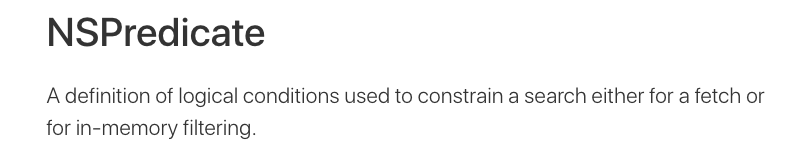 NSPredicate
A definition of logical conditions used to constrain a search either for a fetch or
for in-memory filtering.